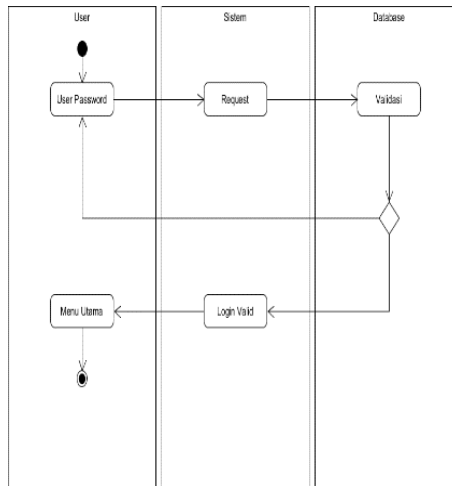 User
Sistem
Database
User Password
Request
Validasi
Menu Utama
Login Valid